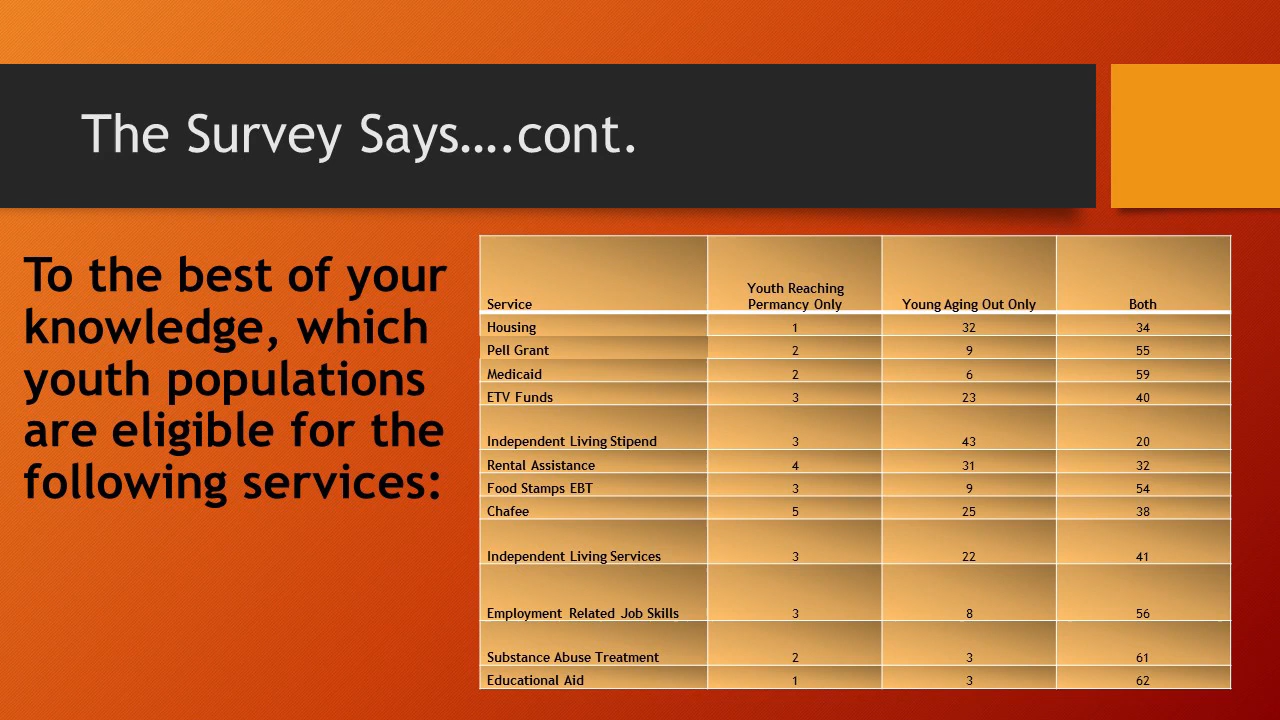 The Survey Says….cont.
To the best of your
knowledge, which
youth populations
are eligible for the
following services:
Service Youth Reaching Permancy Only Young Aging Out Only Both
Housing 1 32 34
Pell Grant 2 9 55
Medicaid 2 6 59
ETV Funds 3 23 40
Independent Living Stipend 3 43 20
Rental Assistance 4 31 32
Food Stamps EBT 3 9 54
Chafee 5 25 38
Independent Living Services 3 22 41
Employment Related Job Skills 3 8 56
Substance Abuse Treatment 2 3 61
Educational Aid 1 3 62